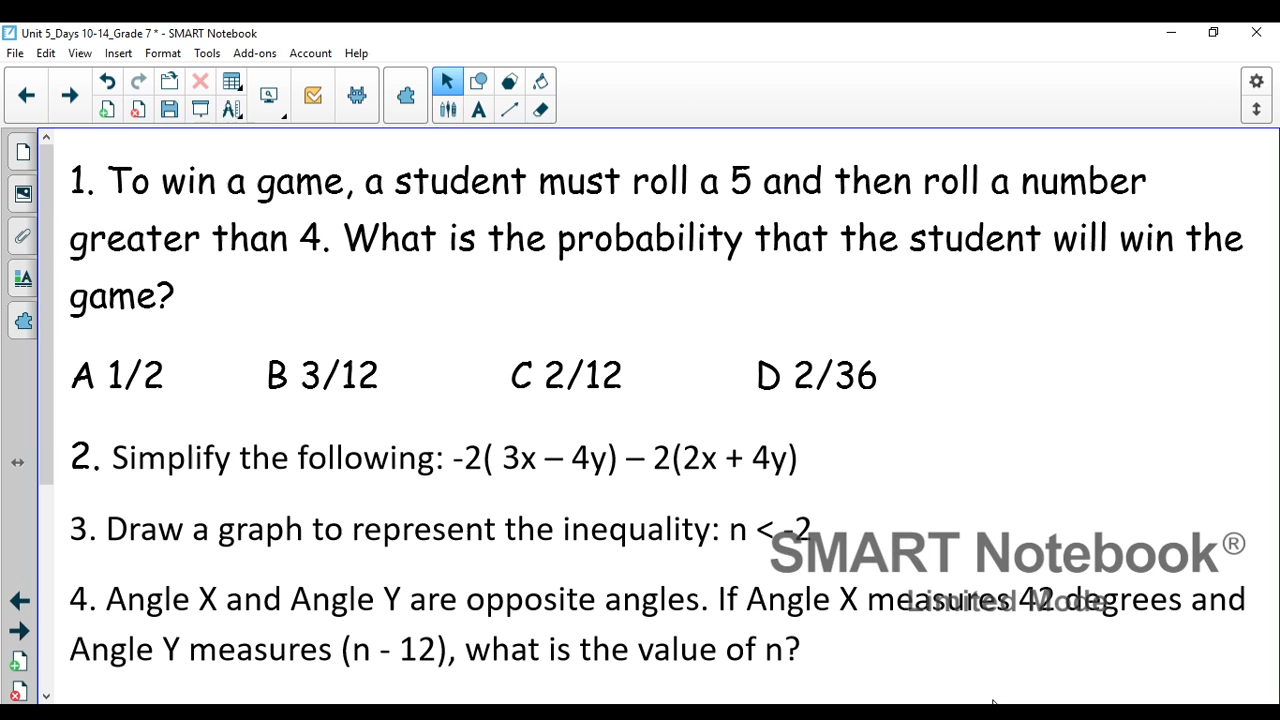 Unit 5_Days 10-14_Grade 7 * - SMART Notebook
File Edit View Insert Format Tools Add-ons Account Help
1. To win a game, a student must roll a 5 and then roll a number
greater than 4. What is the probability that the student will win the
game?
A 1/2 B 3/12 C 2/12 D 2/36
2. Simplify the following: -2( 3x – 4y) – 2(2x + 4y)
3. Draw a graph to represent the inequality: n < -2
SMART Notebook®
Limited Mode
4. Angle X and Angle Y are opposite angles. If Angle X measures 42 degrees and
Angle Y measures (n - 12), what is the value of n?